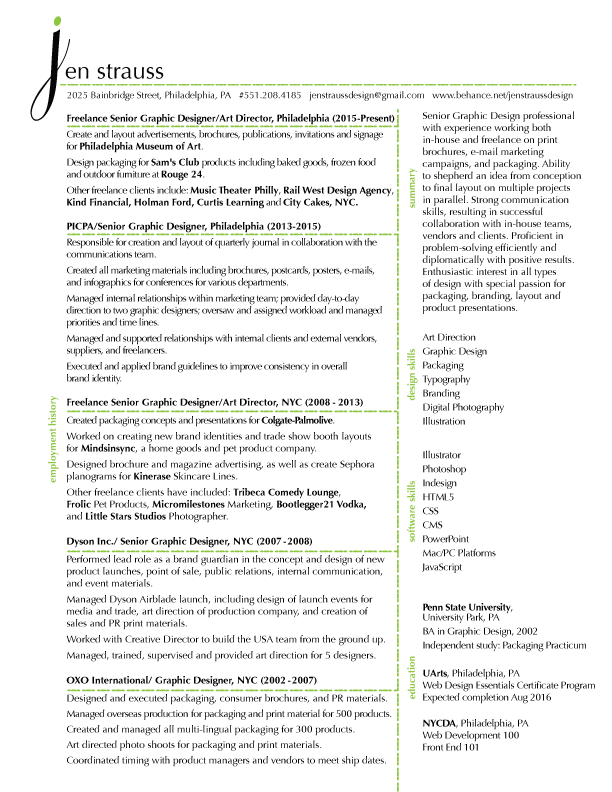 jen strauss
2025 Bainbridge Street, Philadelphia, PA #551.208.4185 jenstraussdesign@gmail.com www.behance.net/jenstraussdesign
employment history
Freelance Senior Graphic Designer/Art Director, Philadelphia (2015-Present)
Create and layout advertisements, brochures, publications, invitations and signage
for Philadelphia Museum of Art.
Design packaging for Sam's Club products including baked goods, frozen food
and outdoor furniture at Rouge 24.
Other freelance clients include: Music Theater Philly, Rail West Design Agency,
Kind Financial, Holman Ford, Curtis Learning and City Cakes, NYC.
PICPA/Senior Graphic Designer, Philadelphia (2013-2015)
Responsible for creation and layout of quarterly journal in collaboration with the
communications team.
Created all marketing materials including brochures, postcards, posters, e-mails,
and infographics for conferences for various departments.
Managed internal relationships within marketing team; provided day-to-day
direction to two graphic designers; oversaw and assigned workload and managed
priorities and time lines.
Managed and supported relationships with internal clients and external vendors,
suppliers, and freelancers.
Executed and applied brand guidelines to improve consistency in overall
brand identity.
Freelance Senior Graphic Designer/Art Director, NYC (2008 - 2013)
Created packaging concepts and presentations for Colgate-Palmolive.
Worked on creating new brand identities and trade show booth layouts
for Mindsinsync, a home goods and pet product company.
Designed brochure and magazine advertising, as well as create Sephora
planograms for Kinerase Skincare Lines.
Other freelance clients have included: Tribeca Comedy Lounge,
Frolic Pet Products, Micromilestones Marketing, Bootlegger21 Vodka,
and Little Stars Studios Photographer.
Dyson Inc./ Senior Graphic Designer, NYC (2007 -2008)
Performed lead role as a brand guardian in the concept and design of new
product launches, point of sale, public relations, internal communication,
and event materials.
Managed Dyson Airblade launch, including design of launch events for
media and trade, art direction of production company, and creation of
sales and PR print materials.
Worked with Creative Director to build the USA team from the ground up.
Managed, trained, supervised and provided art direction for 5 designers.
OXO International/ Graphic Designer, NYC (2002 -2007)
Designed and executed packaging, consumer brochures, and PR materials.
Managed overseas production for packaging and print material for 500 products.
Created and managed all multi-lingual packaging for 300 products.
Art directed photo shoots for packaging and print materials.
Coordinated timing with product managers and vendors to meet ship dates.
summary
Senior Graphic Design professional
with experience working both
in-house and freelance on print
brochures, e-mail marketing
campaigns, and packaging. Ability
to shepherd an idea from conception
to final layout on multiple projects
in parallel. Strong communication
skills, resulting in successful
collaboration with in-house teams,
vendors and clients. Proficient in
problem-solving efficiently and
diplomatically with positive results.
Enthusiastic interest in all types
of design with special passion for
packaging, branding, layout and
product presentations.
design skills
Art Direction
Graphic Design
Packaging
Typography
Branding
Digital Photography
Illustration
software skills
Illustrator
Photoshop
Indesign
HTML5
CSS
CMS
PowerPoint
Mac/PC Platforms
JavaScript
education
Penn State University,
University Park, PA
BA in Graphic Design, 2002
Independent study: Packaging Practicum
UArts, Philadelphia, PA
Web Design Essentials Certificate Program
Expected completion Aug 2016
NYCDA, Philadelphia, PA
Web Development 100
Front End 101